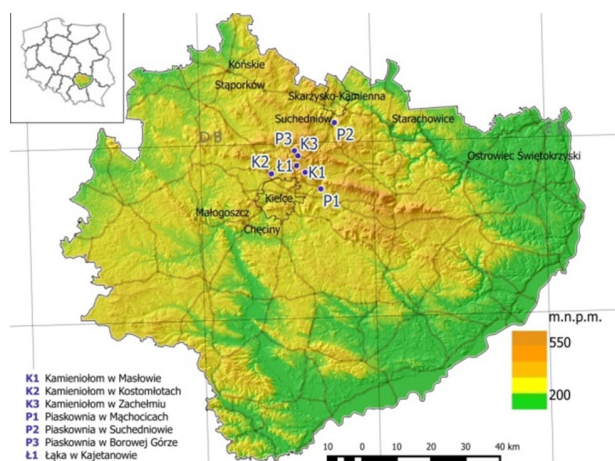 Końskie
Stąporków
Skarżysko-Kamienna
Suchedniów
Starachowice
P2
P3
K3
DB
Ostrowiec Świętokrzyski
K2
Ł1
K1
Kielce
P1
Małogoszcz
Chęciny
m.n.p.m.
550
200
K1 Kamieniołom w Masłowie
K2 Kamieniołom w Kostomłotach
K3 Kamieniołom w Zachełmiu
P1 Piaskownia w Mąchocicach
P2 Piaskownia w Suchedniowie
P3 Piaskownia w Borowej Górze
Ł1 Łąka w Kajetanowie
10 0 10 20 30 40 km